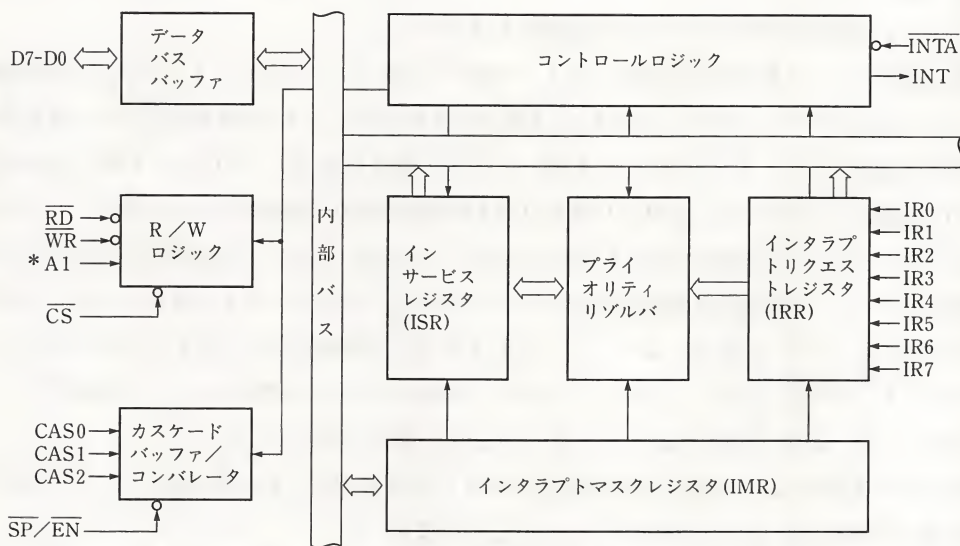 D7-D0
データ
バス
バッファ
コントロールロジック
INTA
INT
RD
WR
*A1
CS
R/W
ロジック
内
部
バ
ス
イン
サービス
レジスタ
(ISR)
プライ
オリティ
リゾルバ
インタラプ
トリクエス
トレジスタ
(IRR)
IR0
IR1
IR2
IR3
IR4
IR5
IR6
IR7
CAS0
CAS1
CAS2
SP/EN
カスケード
バッファ/
コンパレータ
インタラプトマスクレジスタ(IMR)